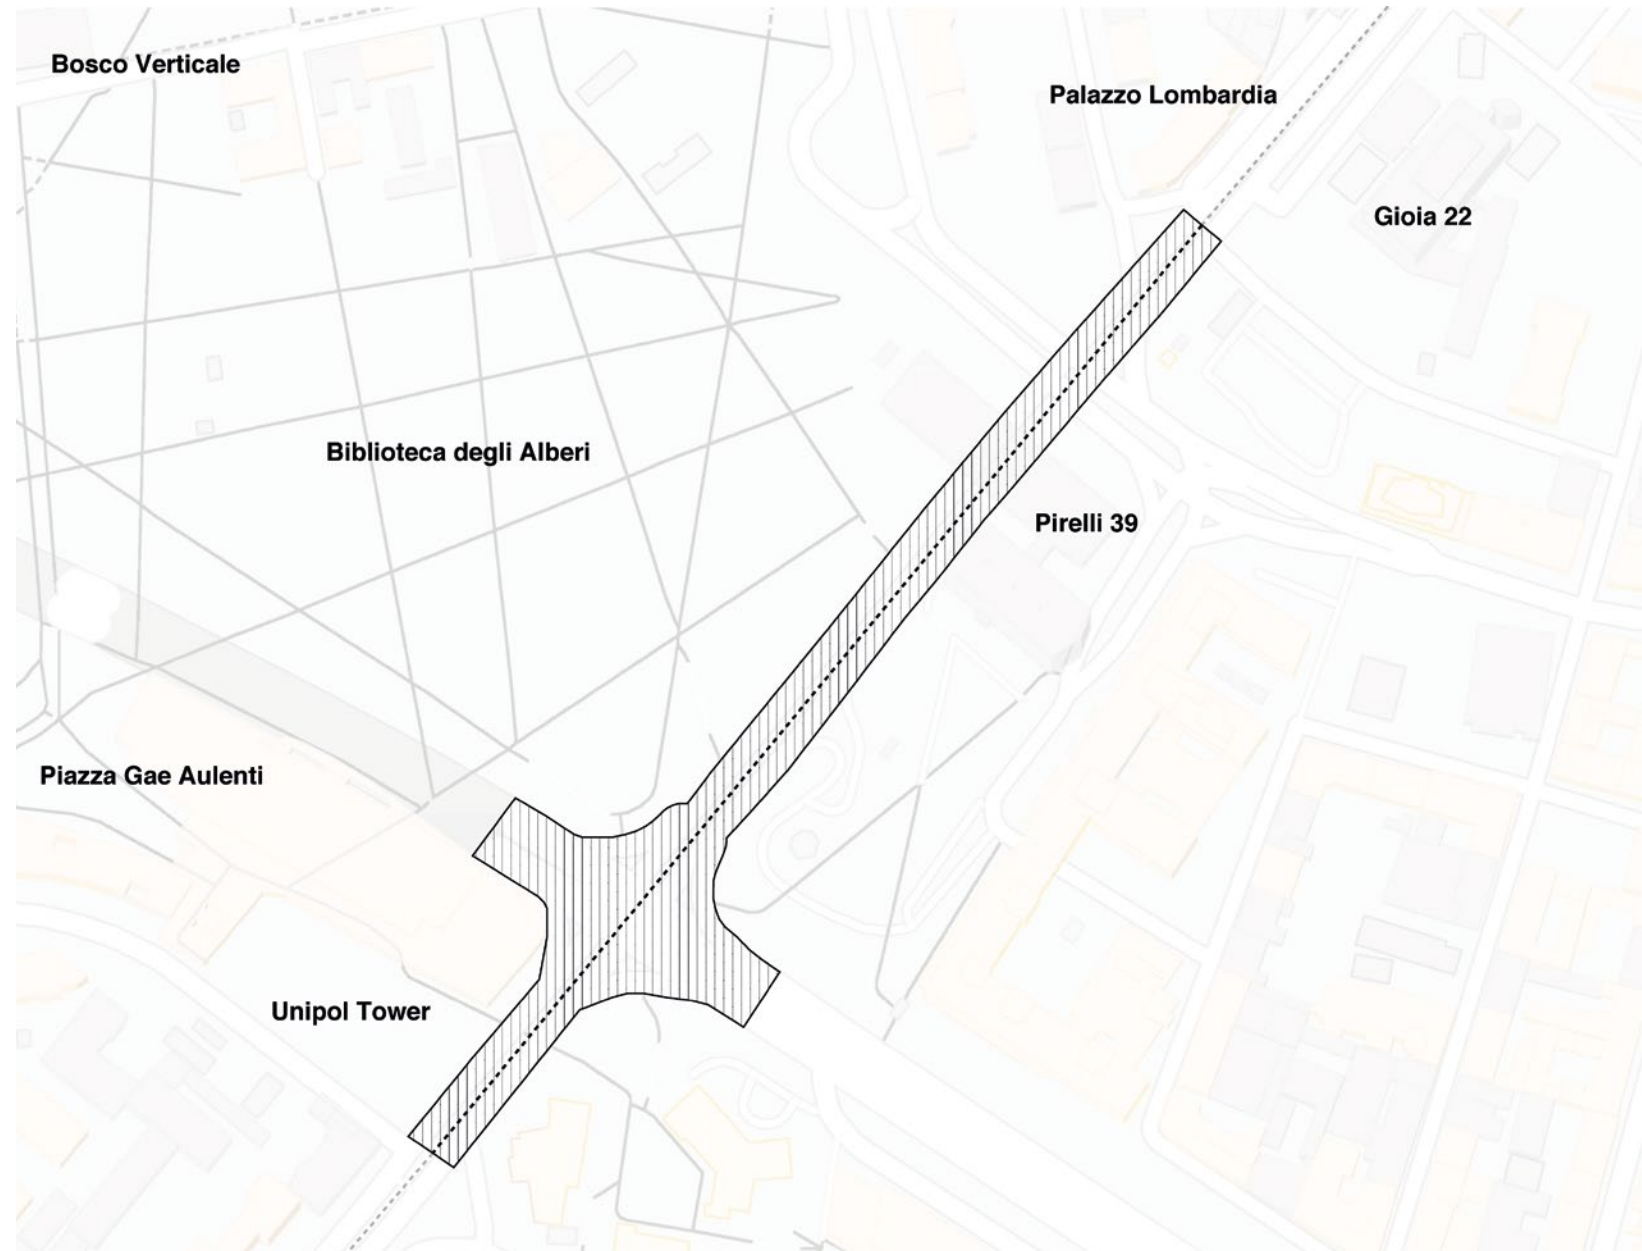 Bosco Verticale
Palazzo Lombardia
Gioia 22
Biblioteca degli Alberi
Pirelli 39
Piazza Gae Aulenti
Unipol Tower